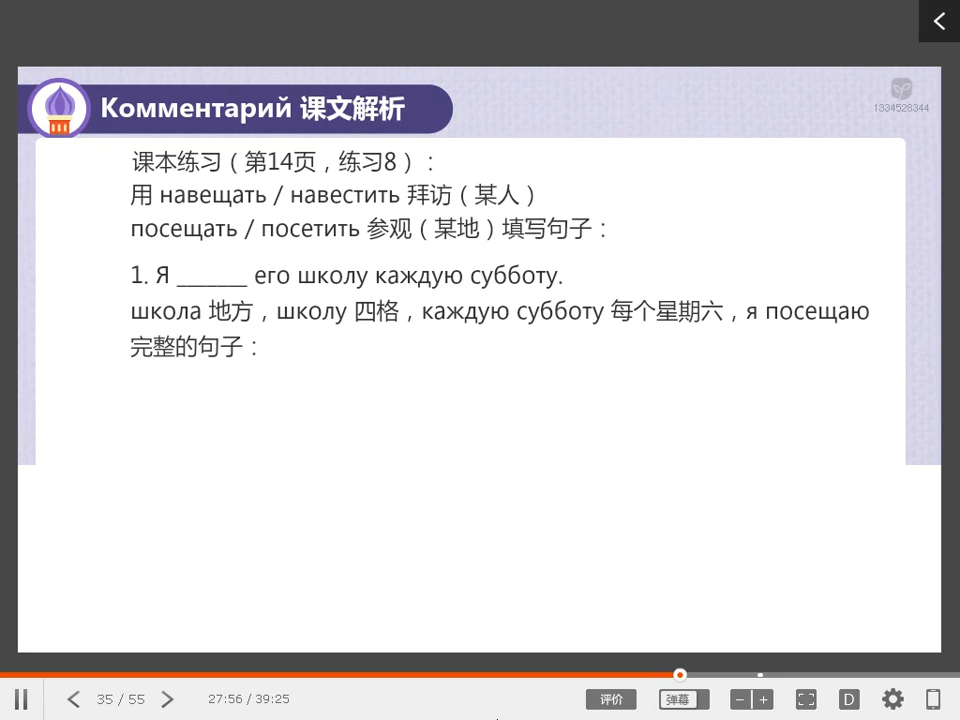 Комментарий 课文解析
1334528344
课本练习（第14页，练习8）：
用 навещать / навестить 拜访（某人）
посещать / посетить 参观（某地）填写句子：
1. Я _______ его школу каждую субботу.
школа 地方，школу 四格，каждую субботу 每个星期六，я посещаю
完整的句子：
35 / 55
27:56 / 39:25
评价
弹幕
D